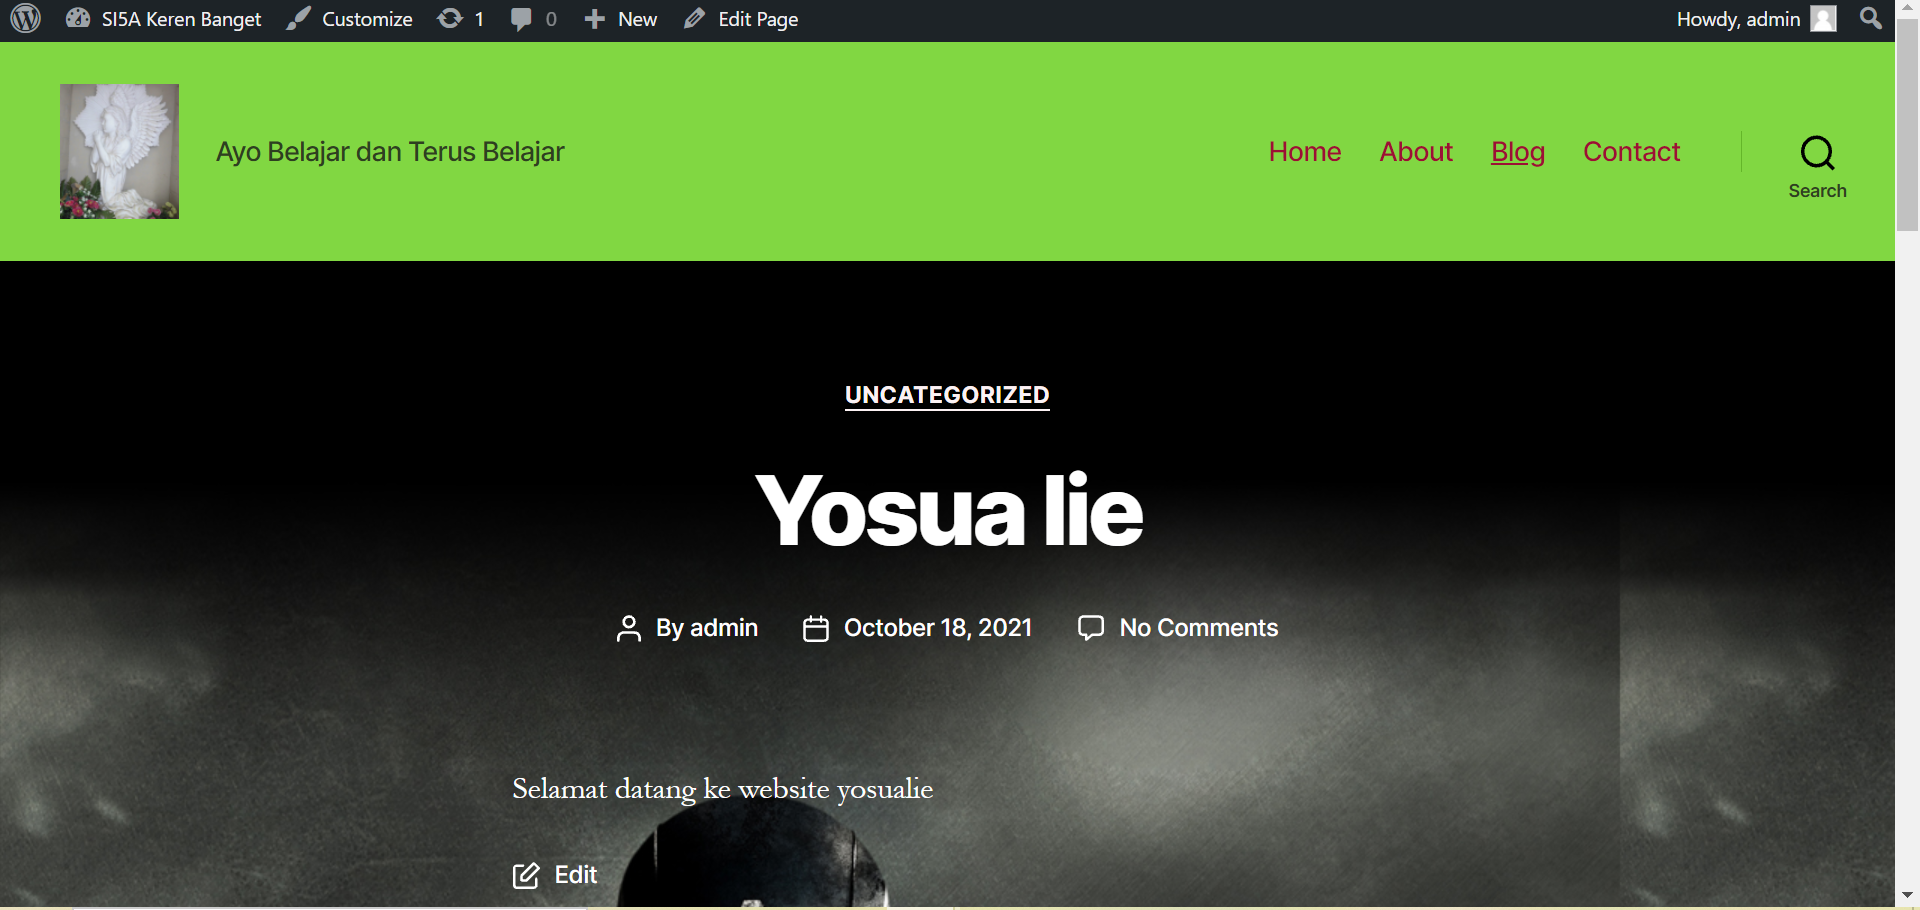 SI5A Keren Banget Customize 1 0 New Edit Page Howdy, admin
Ayo Belajar dan Terus Belajar Home About Blog Contact
Search
UNCATEGORIZED
Yosua lie
By admin October 18, 2021 No Comments
Selamat datang ke website yosualie
Edit